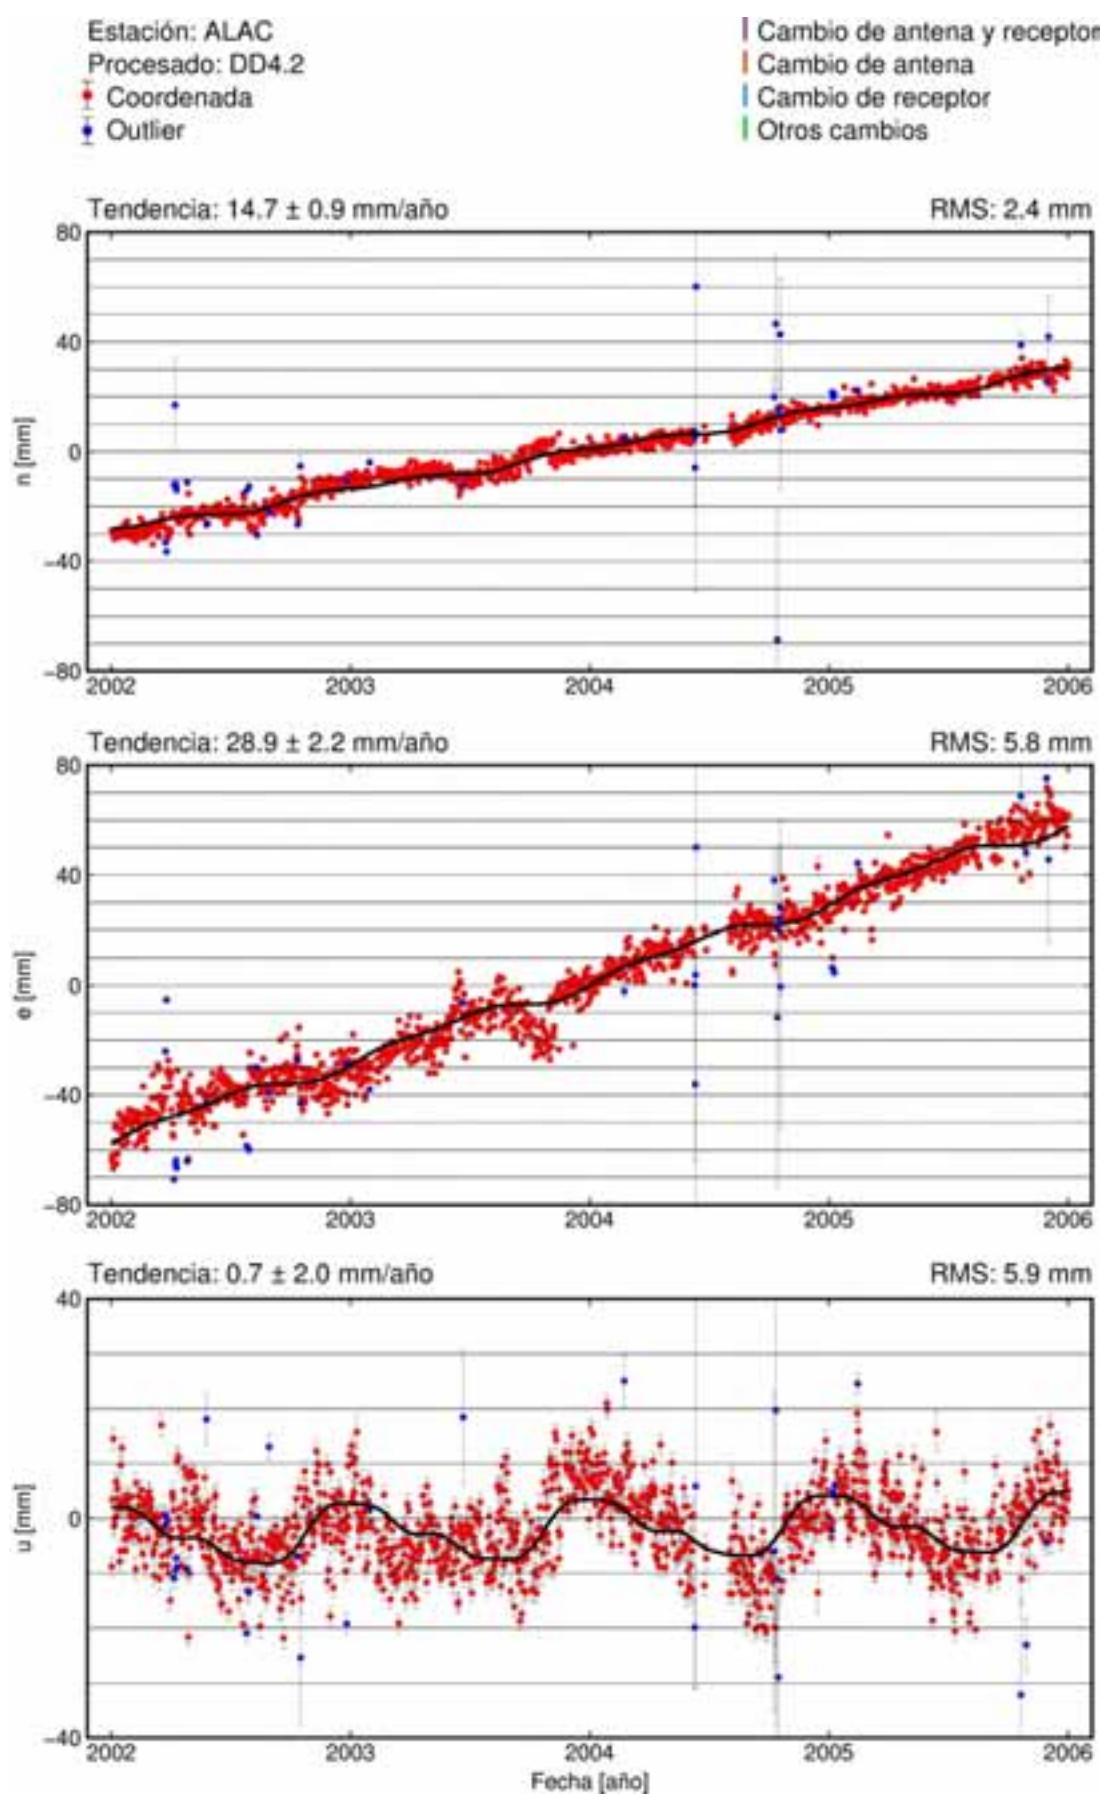 Estación: ALAC
Procesado: DD4.2
Coordenada
Outlier
Cambio de antena y receptor
Cambio de antena
Cambio de receptor
Otros cambios
Tendencia: 14.7 ± 0.9 mm/año
RMS: 2.4 mm
n [mm]
80
40
0
−40
−80
2002
2003
2004
2005
2006
Tendencia: 28.9 ± 2.2 mm/año
RMS: 5.8 mm
e [mm]
80
40
0
−40
−80
2002
2003
2004
2005
2006
Tendencia: 0.7 ± 2.0 mm/año
RMS: 5.9 mm
u [mm]
40
0
−40
2002
2003
2004
2005
2006
Fecha [año]